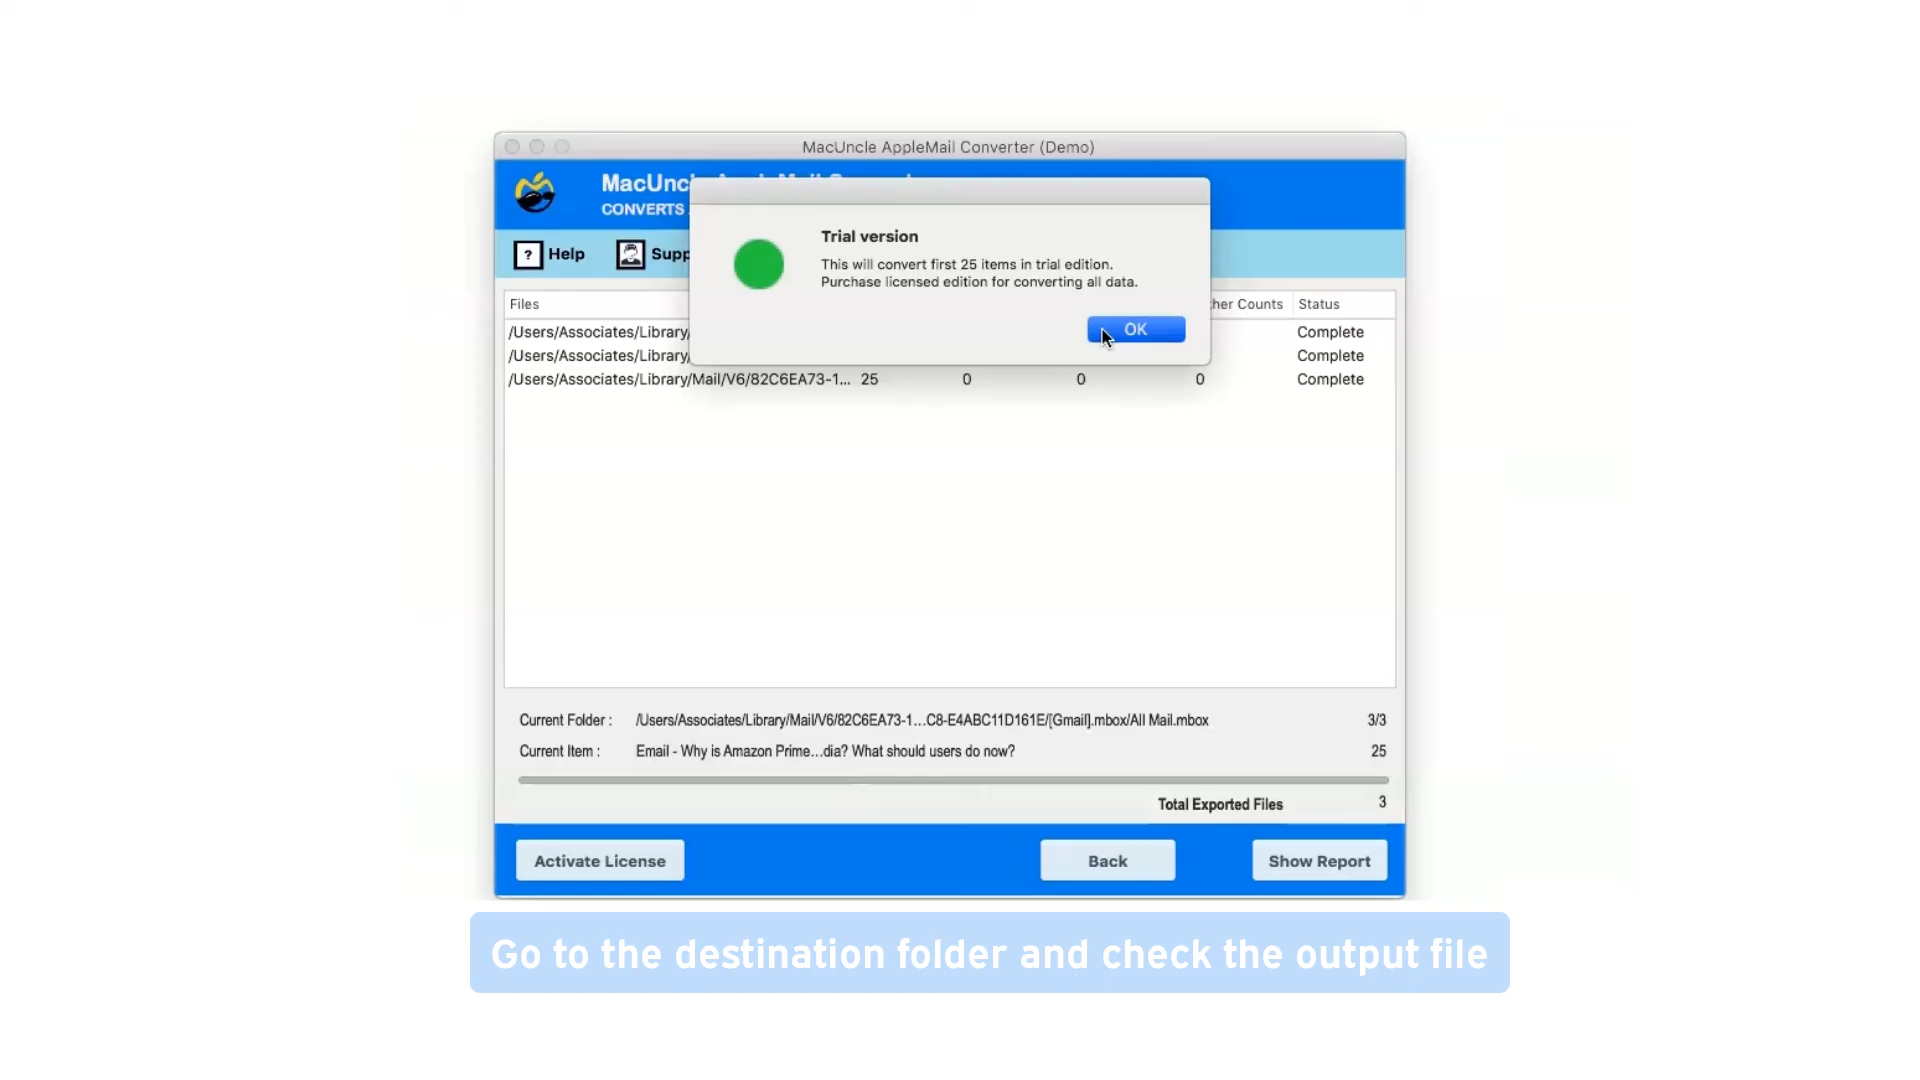 MacUncle AppleMail Converter (Demo)
MacUncle
CONVERTS
? Help
Supp
Trial version
This will convert first 25 items in trial edition.
Purchase licensed edition for converting all data.
OK
Files
her Counts
Status
/Users/Associates/Library/
Complete
/Users/Associates/Library/
Complete
/Users/Associates/Library/Mail/V6/82C6EA73-1... 25 0 0 0 Complete
Current Folder : /Users/Associates/Library/Mail/V6/82C6EA73-1...C8-E4ABC11D161E/[Gmail].mbox/All Mail.mbox 3/3
Current Item : Email - Why is Amazon Prime...dia? What should users do now? 25
Total Exported Files 3
Activate License
Back
Show Report
Go to the destination folder and check the output file